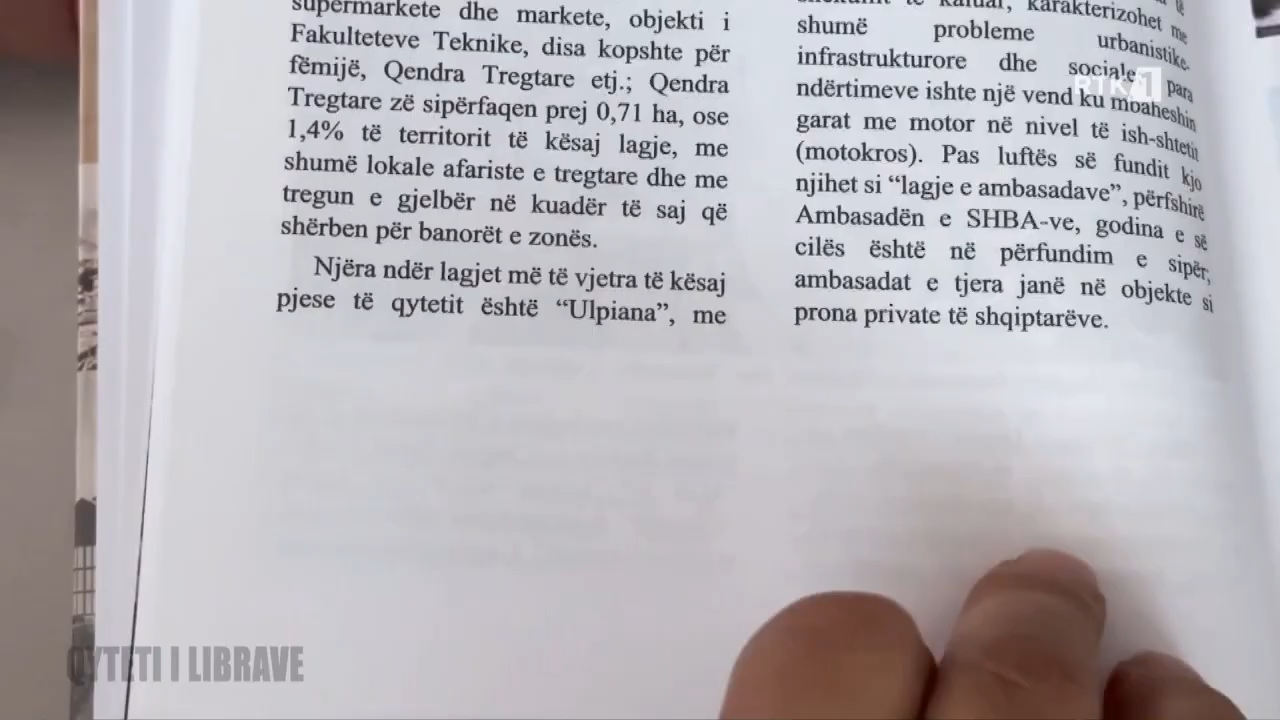 supermarkete dhe markete, objekti i
Fakulteteve Teknike, disa kopshte për
fëmijë, Qendra Tregtare etj.; Qendra
Tregtare zë sipërfaqen prej 0,71 ha, ose
1,4% të territorit të kësaj lagje, me
shumë lokale afariste e tregtare dhe me
tregun e gjelbër në kuadër të saj që
shërben për banorët e zonës.
Njëra ndër lagjet më të vjetra të kësaj
pjese të qytetit është “Ulpiana”, me
të kaluar, karakterizohet me
shumë probleme urbanistike-
infrastrukturore dhe sociale, para
ndërtimeve ishte një vend ku mbaheshin
garat me motor në nivel të ish-shtetit
(motokros). Pas luftës së fundit kjo
njihet si “lagje e ambasadave”, përfshirë
Ambasadën e SHBA-ve, godina e së
cilës është në përfundim e sipër,
ambasadat e tjera janë në objekte si
prona private të shqiptarëve.
RTK 1
QYTETI I LIBRAVE